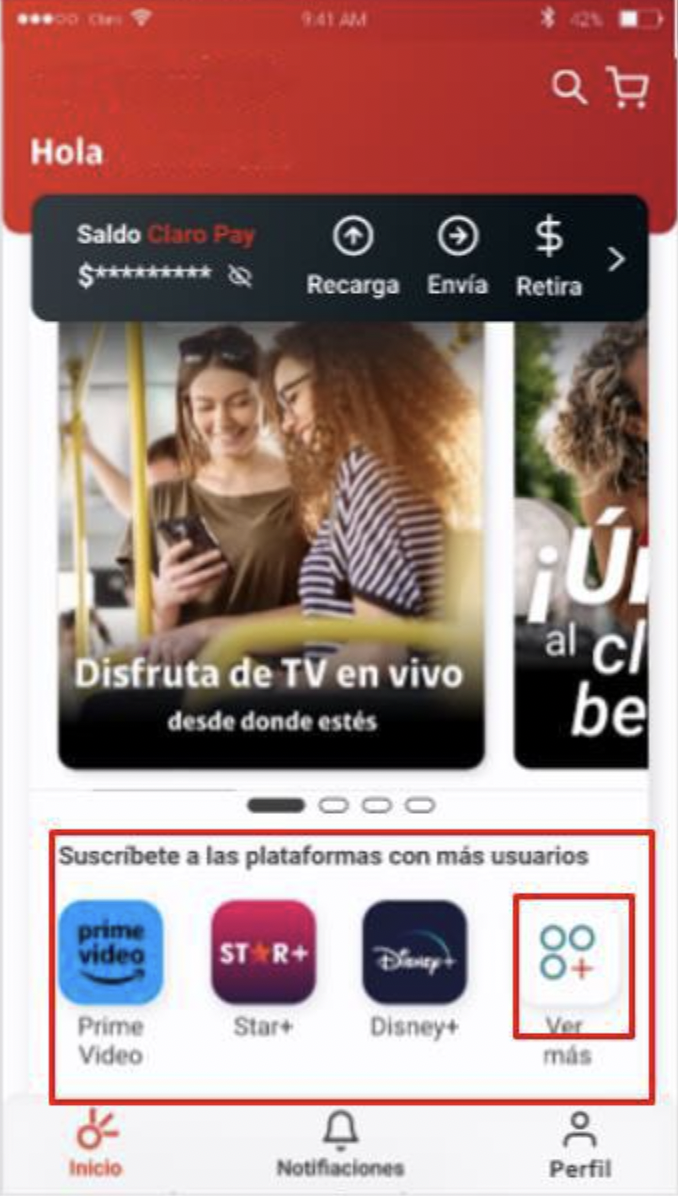 Claro 9:41 AM 42%
Hola
Saldo Claro Pay
$*********
Recarga Envía Retira
Disfruta de TV en vivo
desde donde estés
al
Suscríbete a las plataformas con más usuarios
prime
video
ST★R+
Disney+
Prime
Video
Star+
Disney+
Ver
más
Inicio
Notifiaciones
Perfil